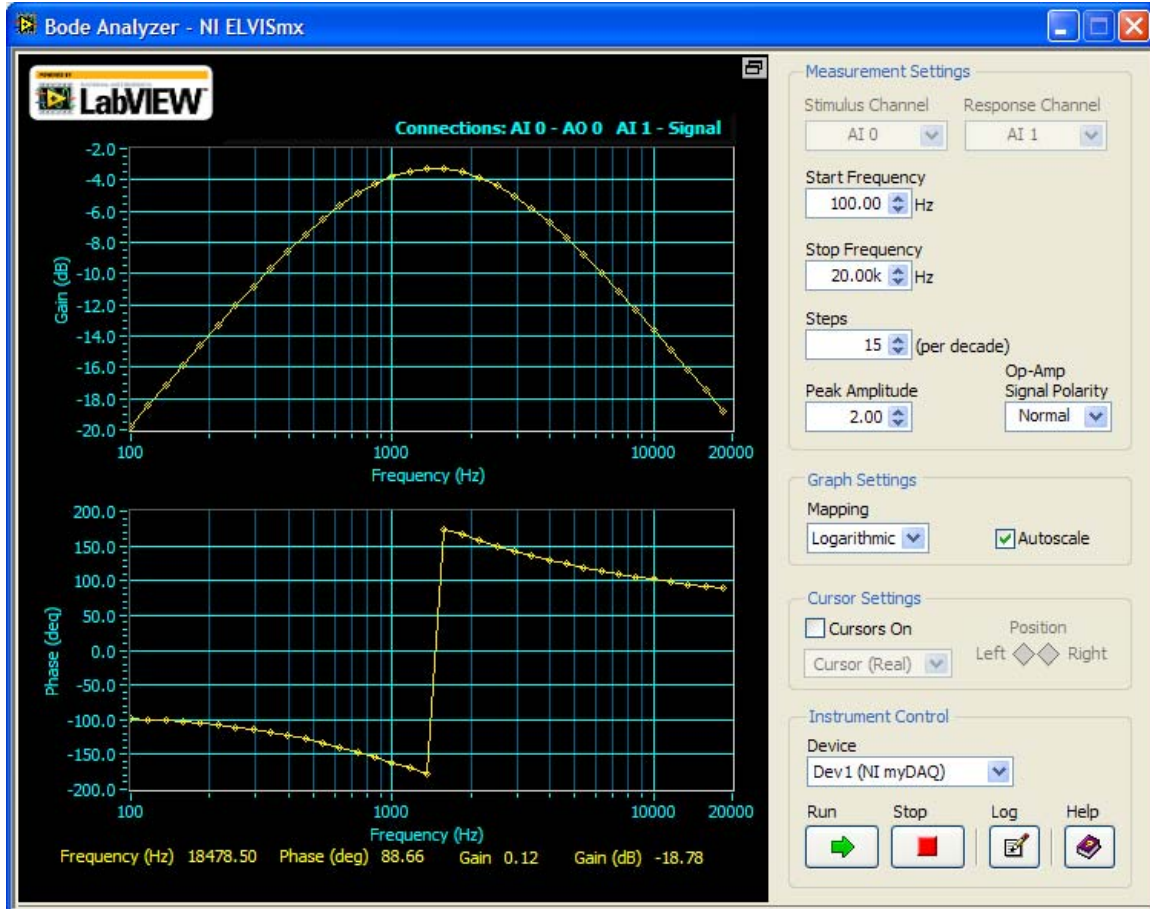 Bode Analyzer - NI ELVISmx
LabVIEW
Connections: AI 0 - AO 0 AI 1 - Signal
Gain (dB)
-2.0
-4.0
-6.0
-8.0
-10.0
-12.0
-14.0
-16.0
-18.0
-20.0
100 1000 10000 20000
Frequency (Hz)
Phase (deg)
200.0
150.0
100.0
50.0
0.0
-50.0
-100.0
-150.0
-200.0
100 1000 10000 20000
Frequency (Hz)
Frequency (Hz) 18478.50 Phase (deg) 88.66 Gain 0.12 Gain (dB) -18.78
Measurement Settings
Stimulus Channel Response Channel
AI 0 AI 1
Start Frequency
100.00 Hz
Stop Frequency
20.00k Hz
Steps
15 (per decade)
Peak Amplitude
2.00
Op-Amp
Signal Polarity
Normal
Graph Settings
Mapping
Logarithmic Autoscale
Cursor Settings
Cursors On Position
Cursor (Real) Left Right
Instrument Control
Device
Dev1 (NI myDAQ)
Run Stop Log Help